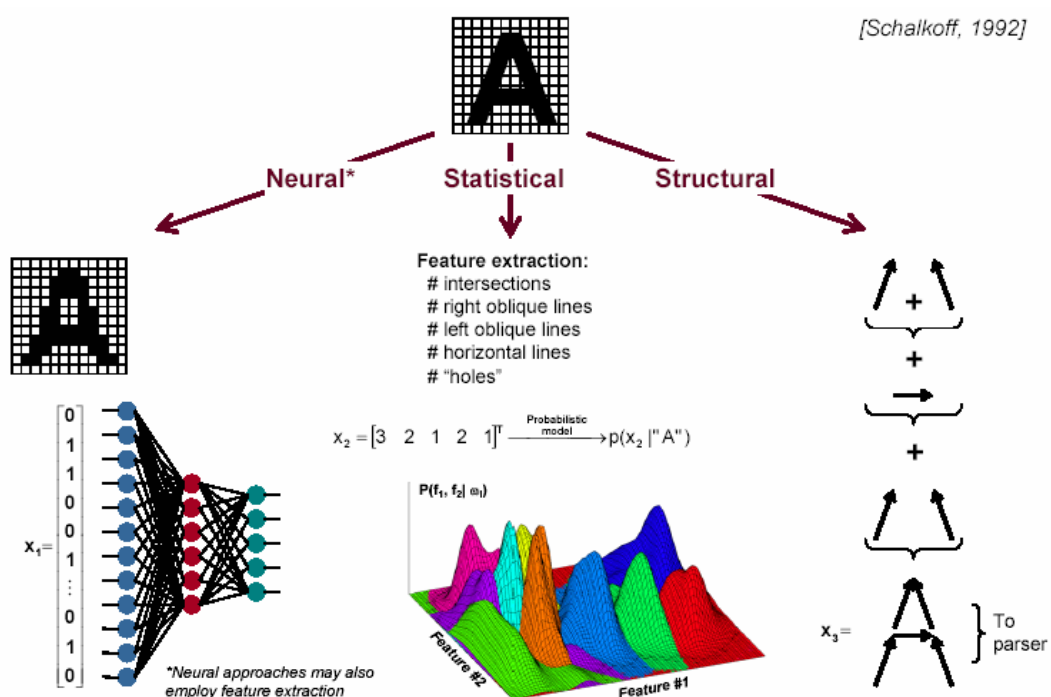 [Schalkoff, 1992]
A
Neural*
Statistical
Structural
A
Feature extraction:
# intersections
# right oblique lines
# left oblique lines
# horizontal lines
# "holes"
x₁=
0
1
1
0
0
0
1
⋮
0
1
0
*Neural approaches may also
employ feature extraction
x₂ = [3 2 1 2 1]ᵀ Probabilistic model → p(x₂ |"A")
P(f₁, f₂| ωᵢ)
Feature #2
Feature #1
+
+
+
x₃=
To
parser